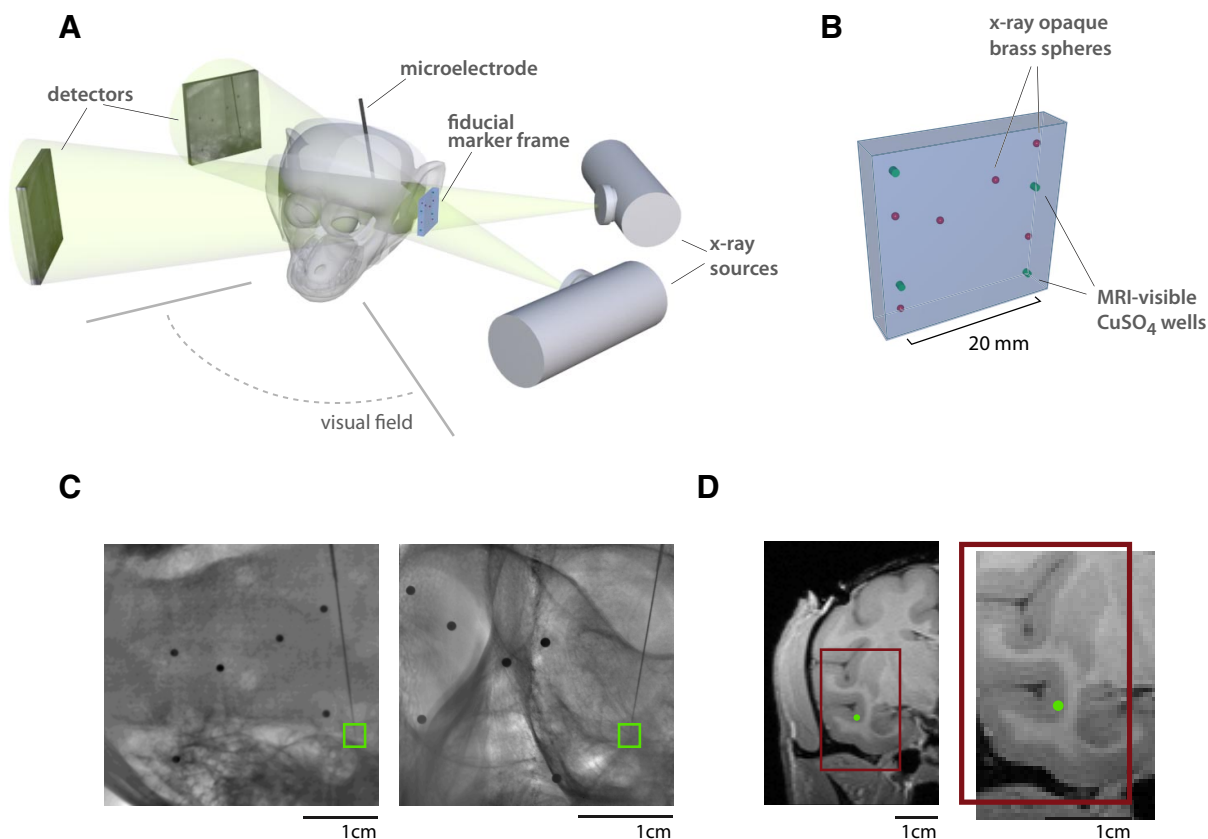 A
detectors
microelectrode
fiducial
marker frame
x-ray
sources
visual field
B
x-ray opaque
brass spheres
MRI-visible
CuSO4 wells
20 mm
C
1cm
1cm
D
1cm
1cm